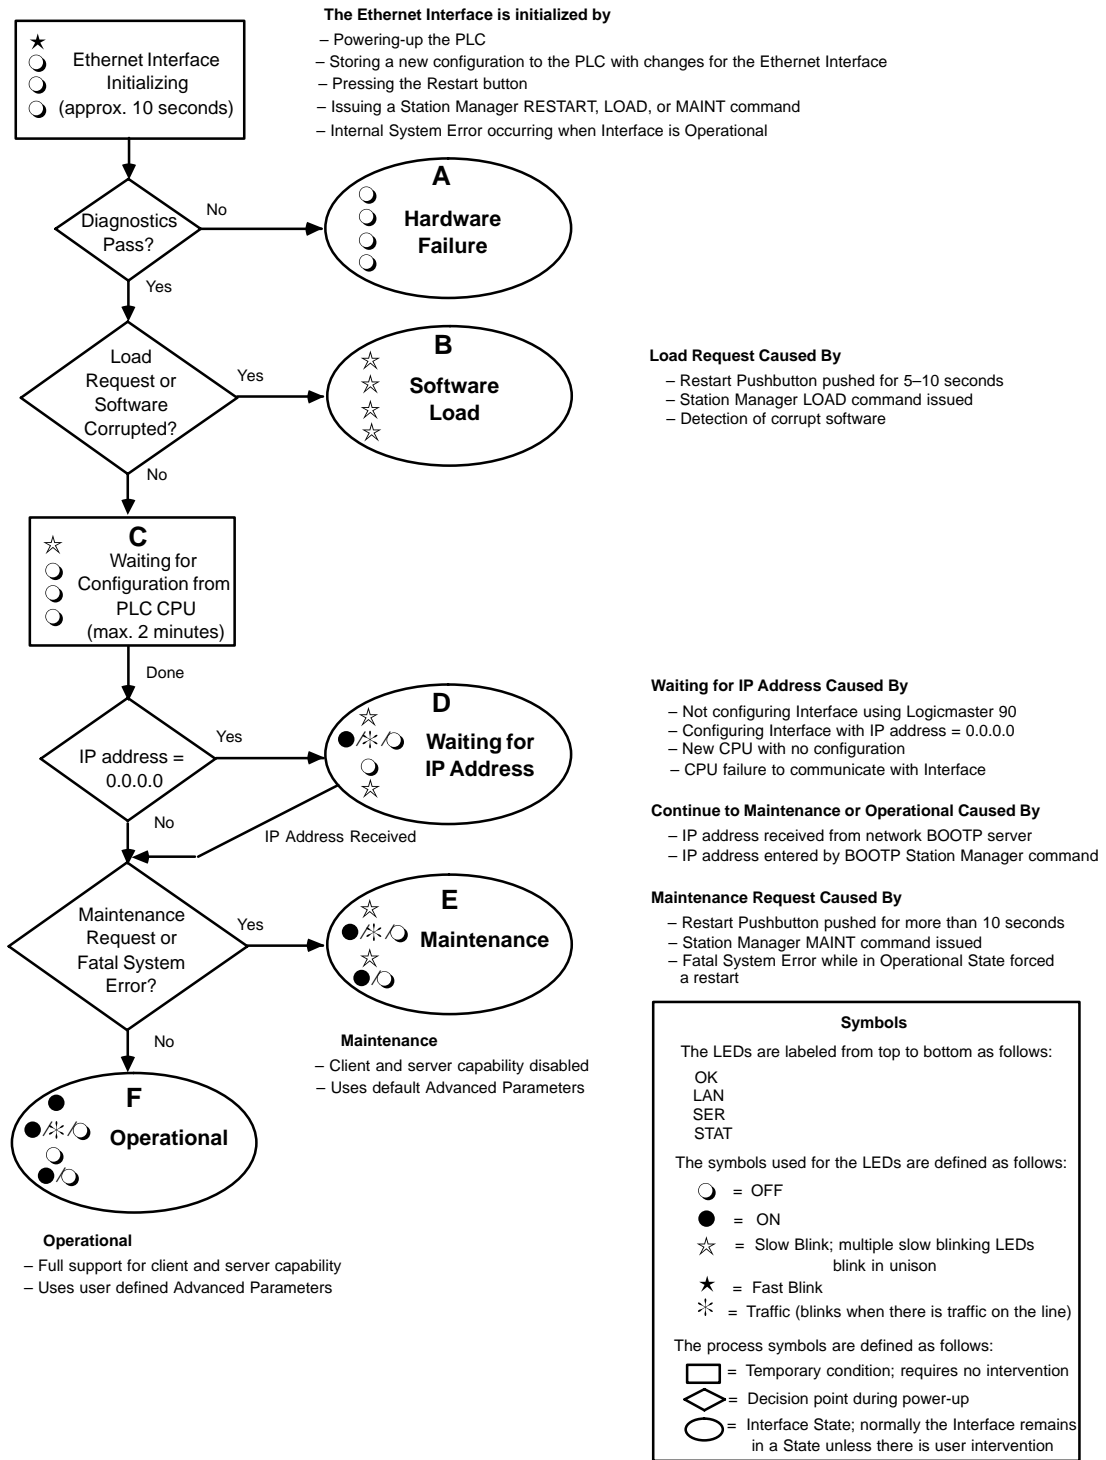 The Ethernet Interface is initialized by
– Powering-up the PLC
– Storing a new configuration to the PLC with changes for the Ethernet Interface
– Pressing the Restart button
– Issuing a Station Manager RESTART, LOAD, or MAINT command
– Internal System Error occurring when Interface is Operational
Ethernet Interface
Initializing
(approx. 10 seconds)
Diagnostics
Pass?
No
A
Hardware
Failure
Yes
Load
Request or
Software
Corrupted?
Yes
B
Software
Load
Load Request Caused By
– Restart Pushbutton pushed for 5–10 seconds
– Station Manager LOAD command issued
– Detection of corrupt software
No
C
Waiting for
Configuration from
PLC CPU
(max. 2 minutes)
Done
IP address =
0.0.0.0
Yes
D
Waiting for
IP Address
Waiting for IP Address Caused By
– Not configuring Interface using Logicmaster 90
– Configuring Interface with IP address = 0.0.0.0
– New CPU with no configuration
– CPU failure to communicate with Interface
No
IP Address Received
Continue to Maintenance or Operational Caused By
– IP address received from network BOOTP server
– IP address entered by BOOTP Station Manager command
Maintenance
Request or
Fatal System
Error?
Yes
E
Maintenance
Maintenance Request Caused By
– Restart Pushbutton pushed for more than 10 seconds
– Station Manager MAINT command issued
– Fatal System Error while in Operational State forced
a restart
No
Maintenance
– Client and server capability disabled
– Uses default Advanced Parameters
F
Operational
Operational
– Full support for client and server capability
– Uses user defined Advanced Parameters
Symbols
The LEDs are labeled from top to bottom as follows:
OK
LAN
SER
STAT
The symbols used for the LEDs are defined as follows:
= OFF
= ON
= Slow Blink; multiple slow blinking LEDs
blink in unison
= Fast Blink
= Traffic (blinks when there is traffic on the line)
The process symbols are defined as follows:
= Temporary condition; requires no intervention
= Decision point during power-up
= Interface State; normally the Interface remains
in a State unless there is user intervention